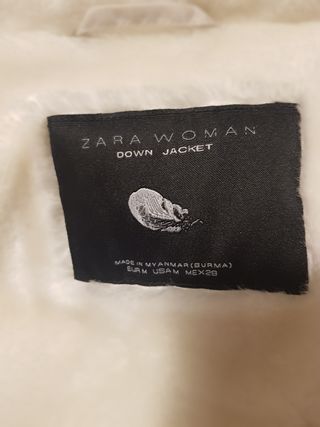 ZARA WOMAN
DOWN JACKET
MADE IN MYANMAR (BURMA)
EUR M USA M MEX 28